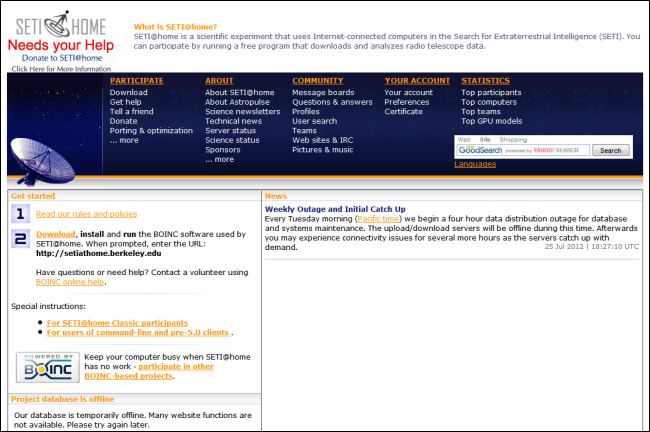 SETI @ HOME
Needs your Help
Donate to SETI@home
Click Here for More Information
What is SETI@home?
SETI@home is a scientific experiment that uses Internet-connected computers in the Search for Extraterrestrial Intelligence (SETI). You
can participate by running a free program that downloads and analyzes radio telescope data.
PARTICIPATE
Download
Get help
Tell a friend
Donate
Porting & optimization
... more
ABOUT
About SETI@home
About Astropulse
Science newsletters
Technical news
Server status
Science status
Sponsors
... more
COMMUNITY
Message boards
Questions & answers
Profiles
User search
Teams
Web sites & IRC
Pictures & music
YOUR ACCOUNT
Your account
Preferences
Certificate
STATISTICS
Top participants
Top computers
Top teams
Top GPU models
Web Site Shopping
GoodSearch powered by YAHOO! SEARCH Search
Languages
Get started
1 Read our rules and policies
2 Download, install and run the BOINC software used by
SETI@home. When prompted, enter the URL:
http://setiathome.berkeley.edu
Have questions or need help? Contact a volunteer using
BOINC online help.
Special instructions:
• For SETI@home Classic participants
• For users of command-line and pre-5.0 clients .
POWERED BY
BOINC
Keep your computer busy when SETI@home
has no work - participate in other
BOINC-based projects.
Project database is offline
Our database is temporarily offline. Many website functions are
not available. Please try again later.
News
Weekly Outage and Initial Catch Up
Every Tuesday morning (Pacific time) we begin a four hour data distribution outage for database
and systems maintenance. The upload/download servers will be offline during this time. Afterwards
you may experience connectivity issues for several more hours as the servers catch up with
demand.
25 Jul 2012 | 18:27:10 UTC